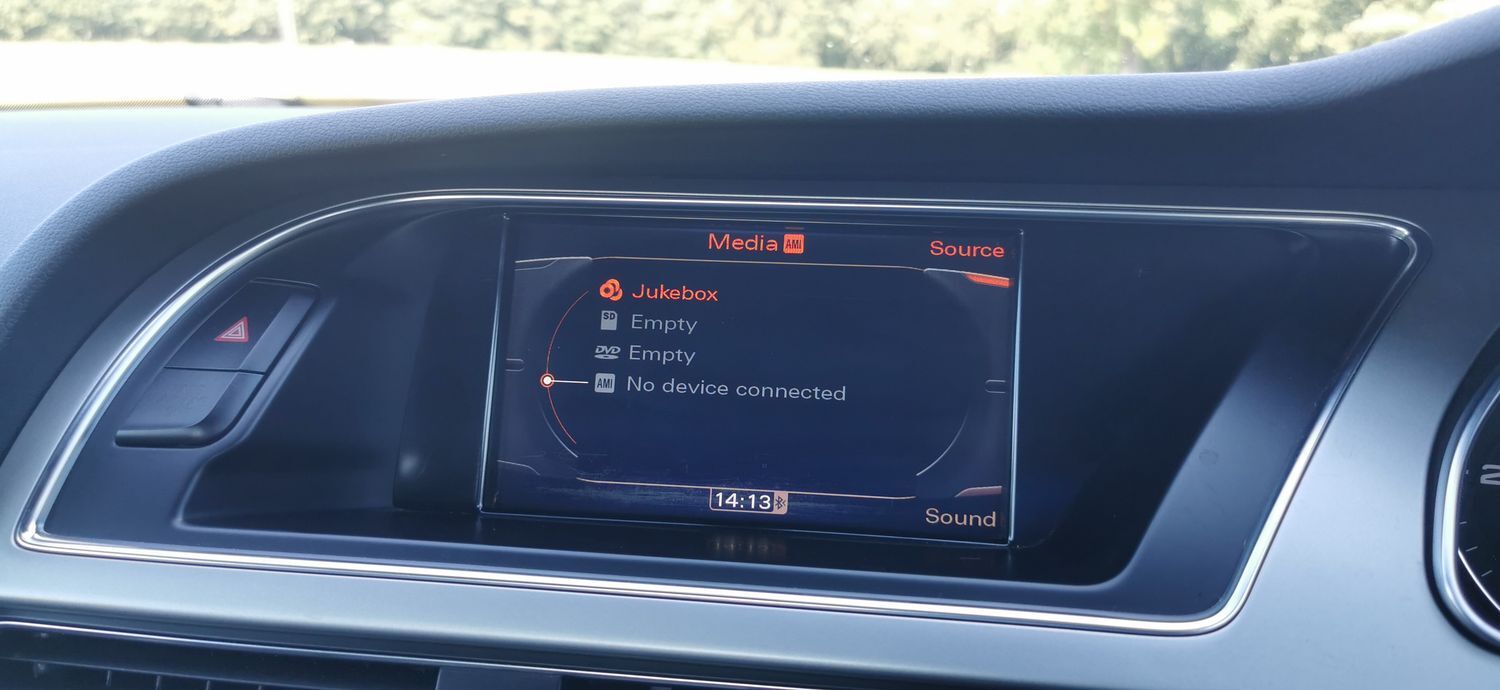 Media AMI
Source
Jukebox
SD Empty
DVD Empty
AMI No device connected
14:13
Sound